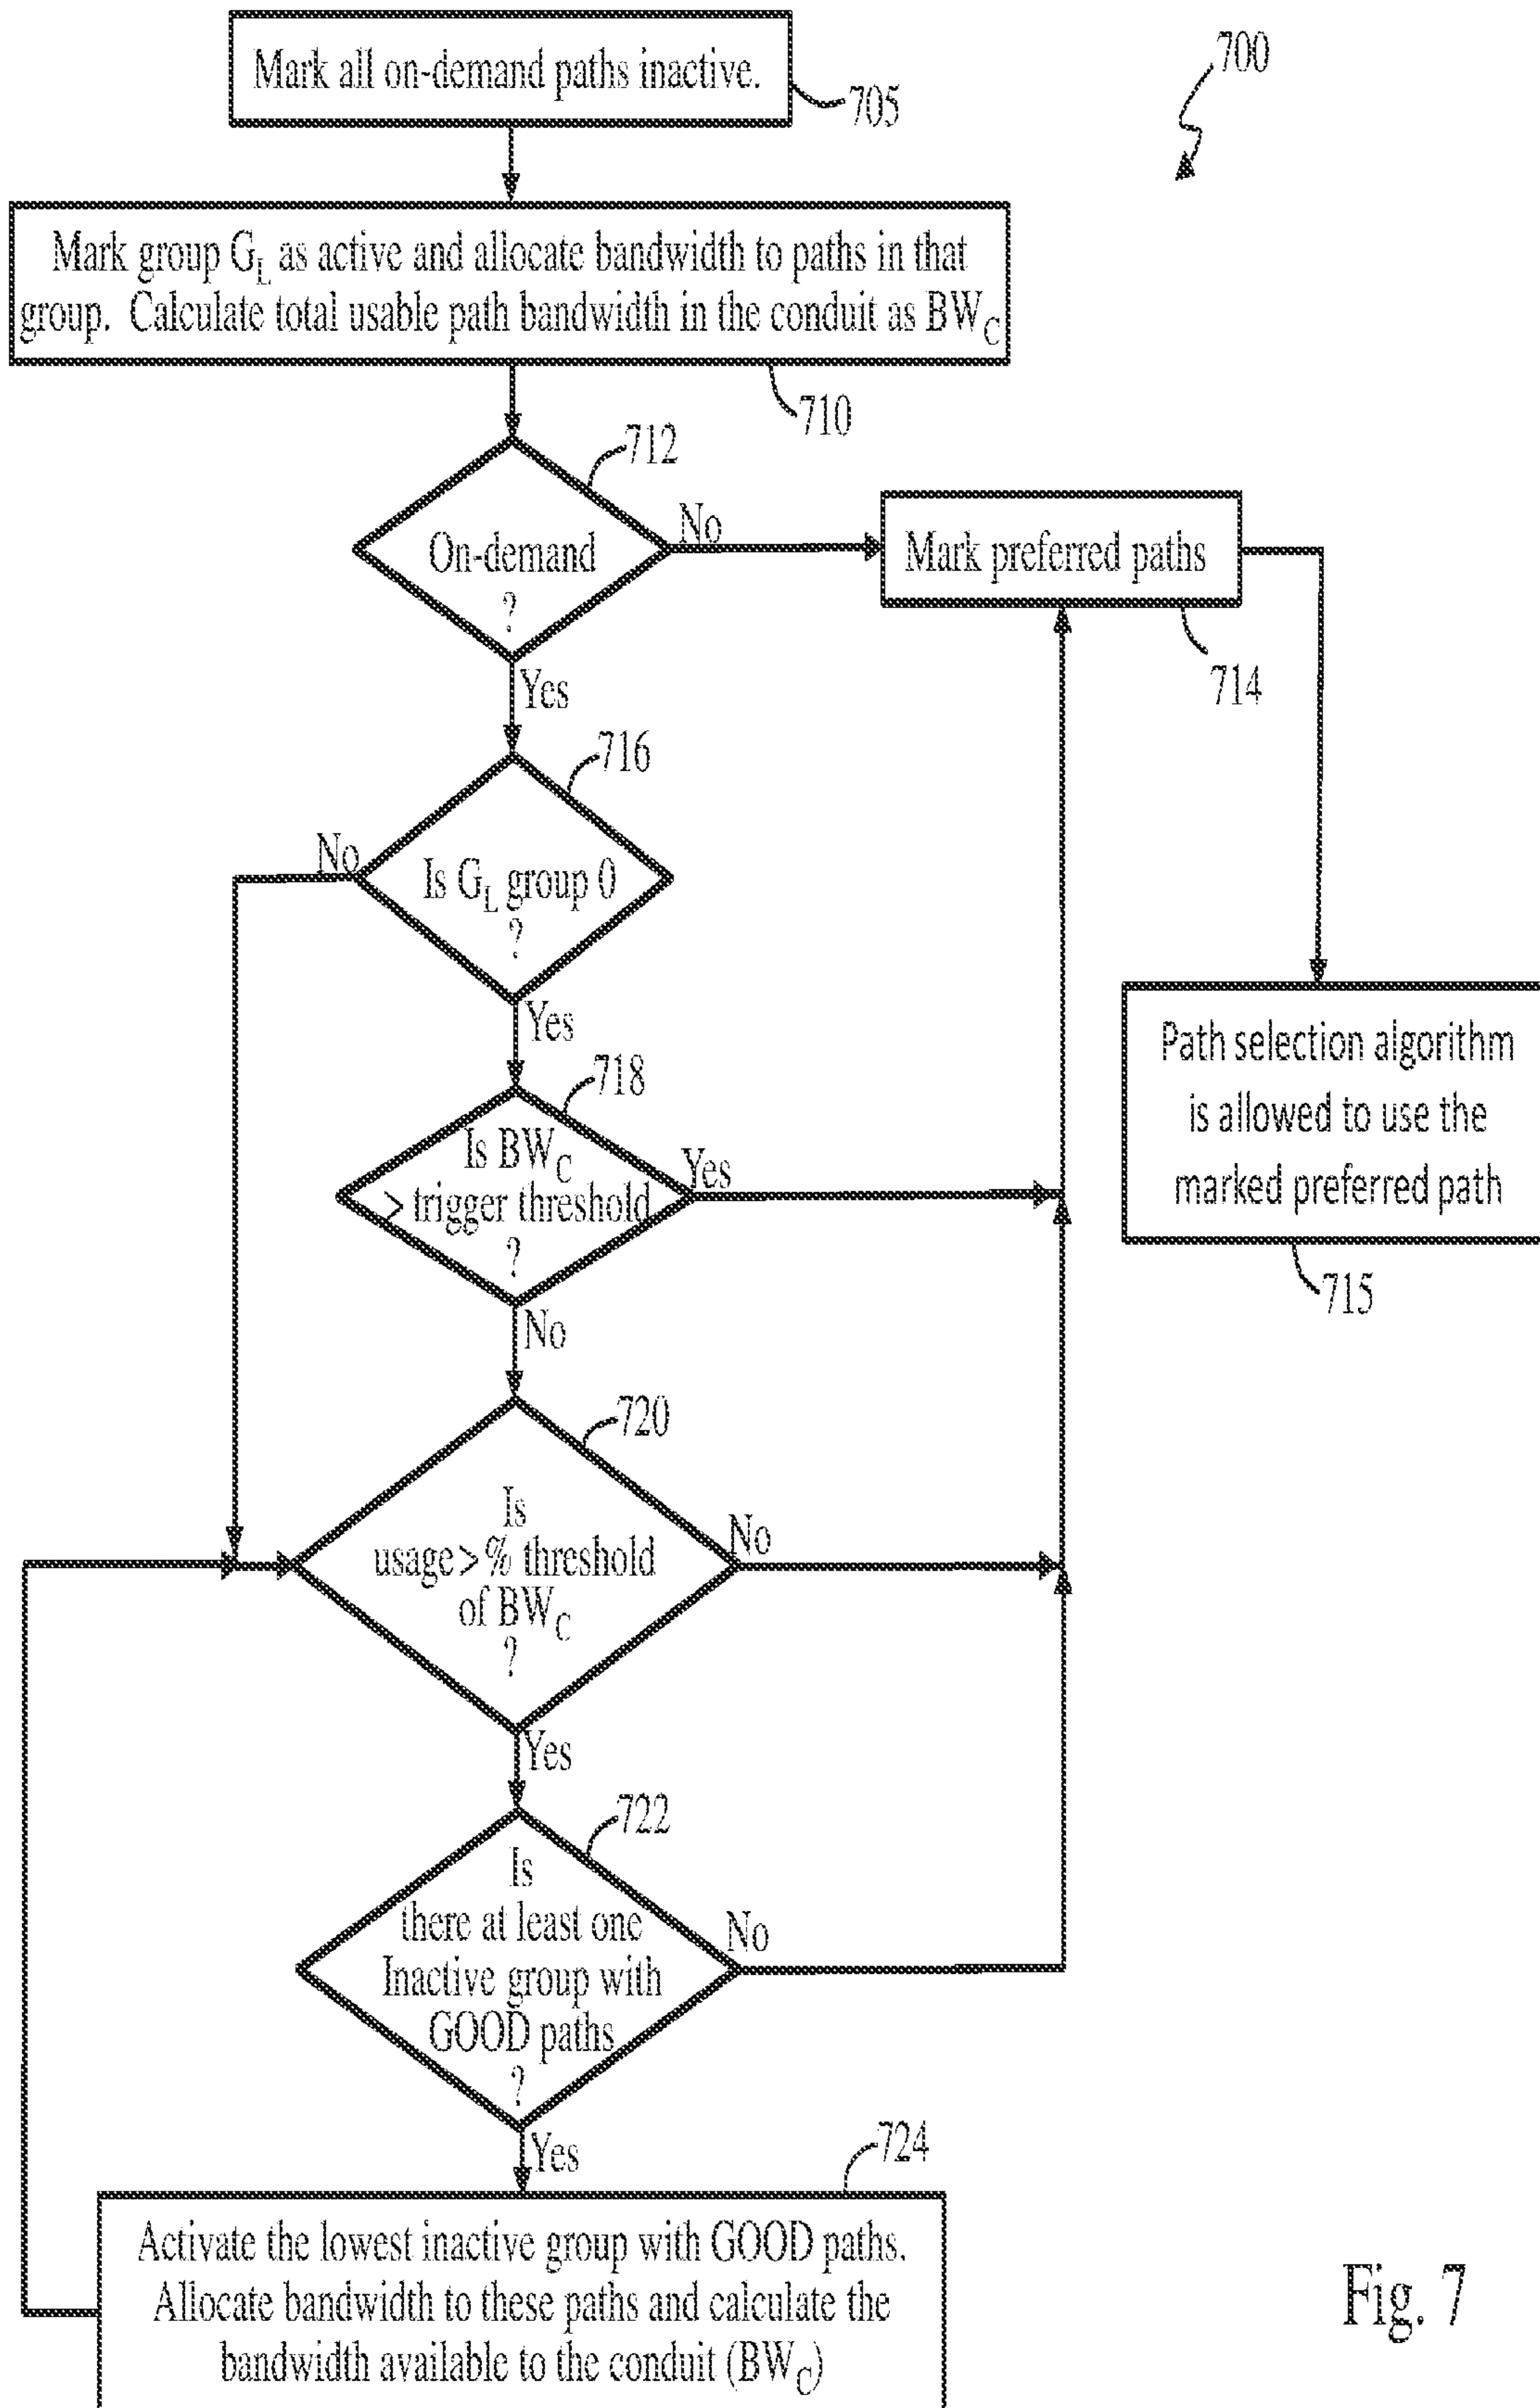 Mark all on-demand paths inactive.
705
700
Mark group G_L as active and allocate bandwidth to paths in that
group. Calculate total usable path bandwidth in the conduit as BW_C
710
712
On-demand
?
No
Yes
Mark preferred paths
714
716
Is G_L group 0
?
No
Yes
Path selection algorithm
is allowed to use the
marked preferred path
715
718
Is BW_C
> trigger threshold
?
Yes
No
720
Is
usage > % threshold
of BW_C
?
No
Yes
722
Is
there at least one
Inactive group with
GOOD paths
?
No
Yes
724
Activate the lowest inactive group with GOOD paths.
Allocate bandwidth to these paths and calculate the
bandwidth available to the conduit (BW_C)
Fig. 7